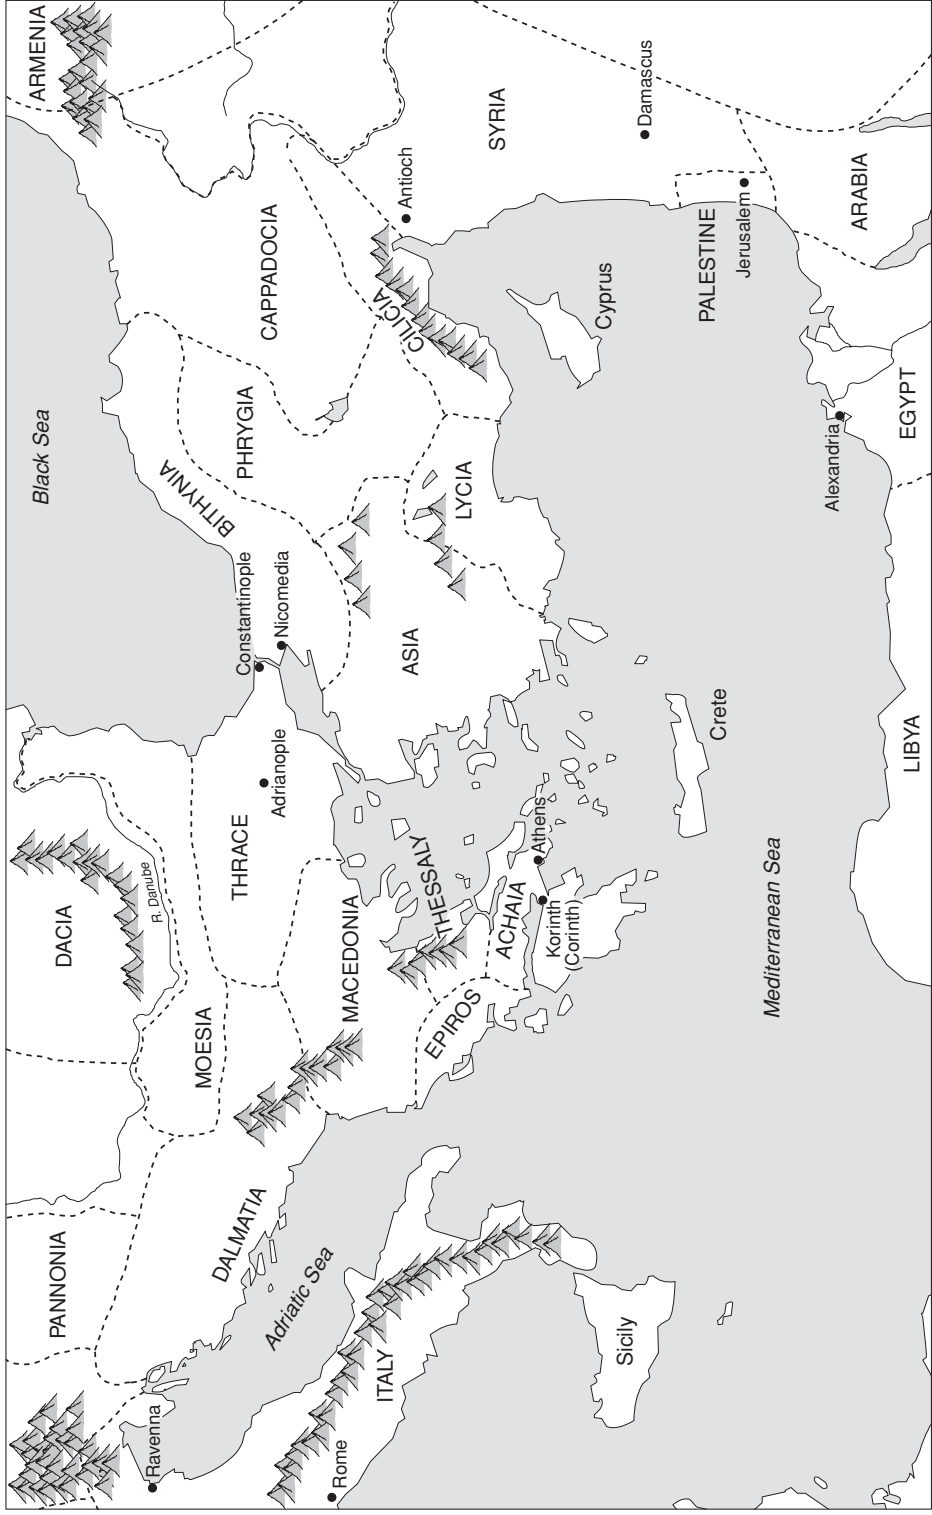 PANNONIA
DACIA
Black Sea
ARMENIA
R. Danube
Ravenna
MOESIA
THRACE
Constantinople
BITHYNIA
PHRYGIA
CAPPADOCIA
DALMATIA
Adrianople
Nicomedia
Adriatic Sea
Rome
MACEDONIA
ITALY
CILICIA
Antioch
THESSALY
ASIA
EPIROS
LYCIA
SYRIA
ACHAIA
Athens
Korinth
(Corinth)
Sicily
Cyprus
Damascus
Crete
PALESTINE
Jerusalem
Mediterranean Sea
Alexandria
ARABIA
LIBYA
EGYPT